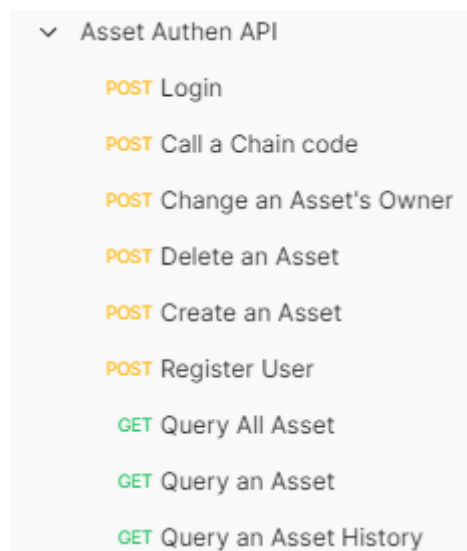 Asset Authen API
POST Login
POST Call a Chain code
POST Change an Asset's Owner
POST Delete an Asset
POST Create an Asset
POST Register User
GET Query All Asset
GET Query an Asset
GET Query an Asset History